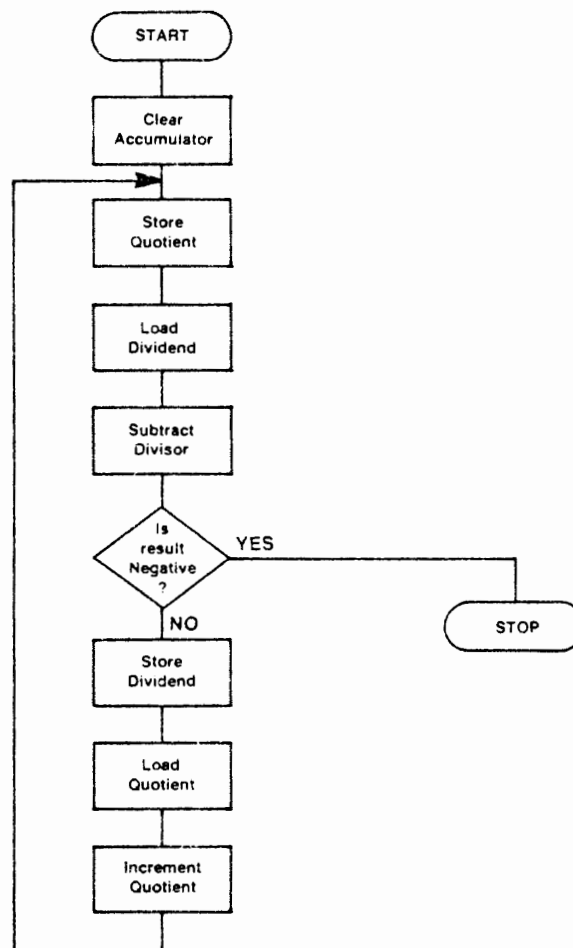 START
Clear
Accumulator
Store
Quotient
Load
Dividend
Subtract
Divisor
Is
result
Negative
?
YES
STOP
NO
Store
Dividend
Load
Quotient
Increment
Quotient